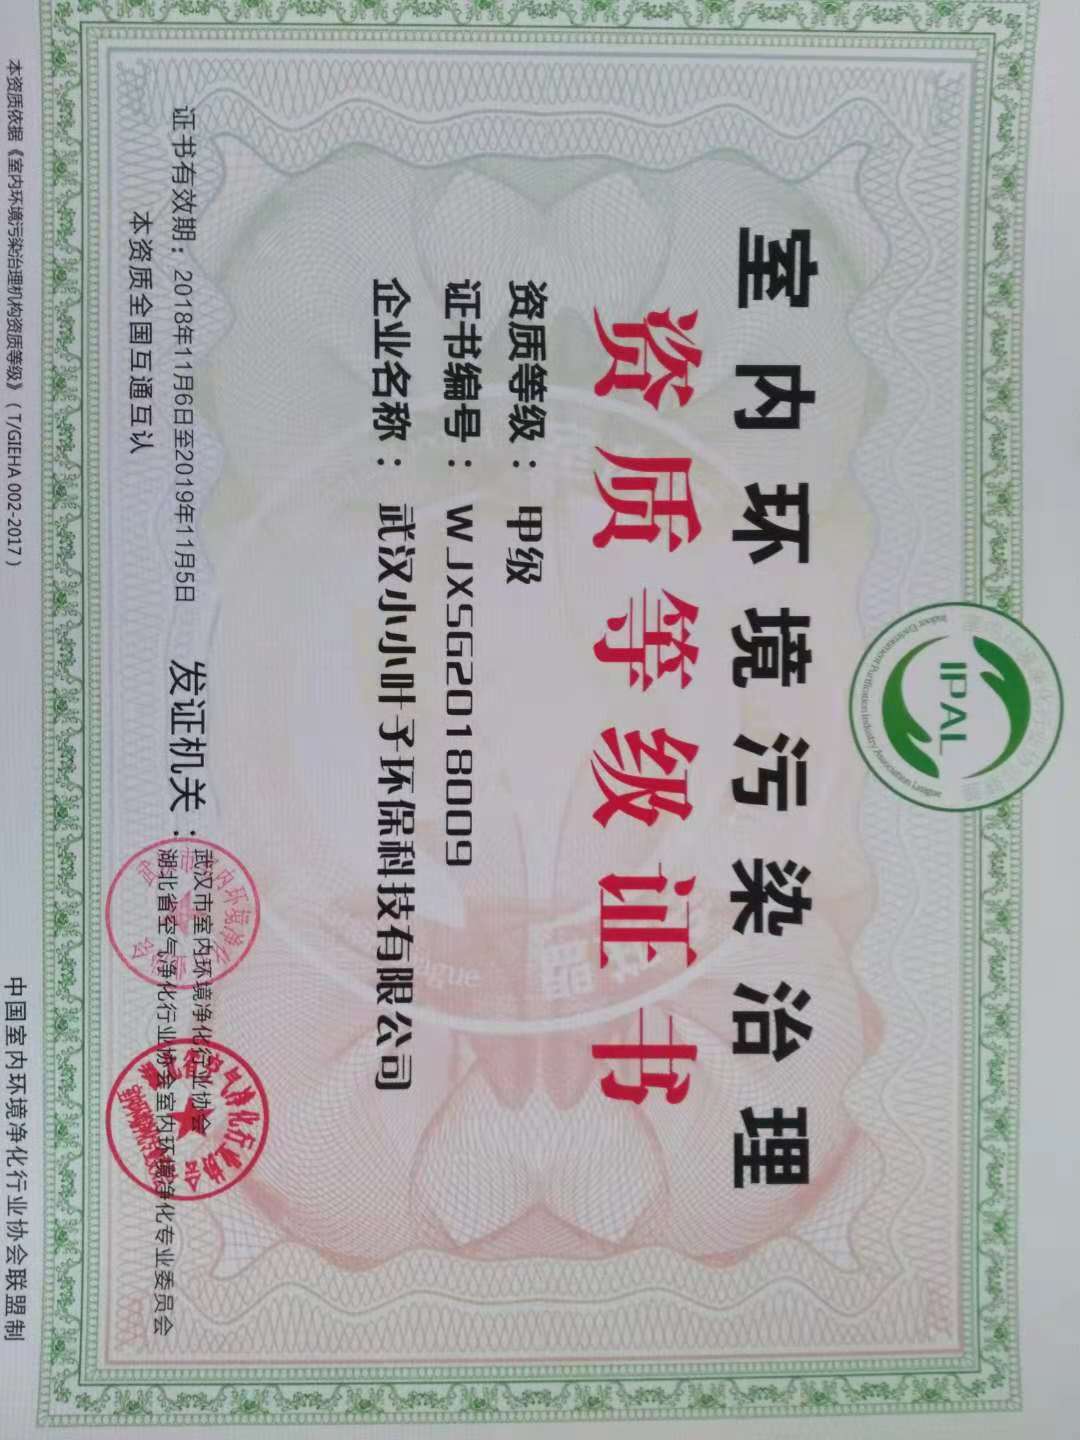 IPAL
Indoor Environment Purification Industry Association League
室内环境污染治理
资质等级证书
资质等级：甲级
证书编号：WJXSG2018009
企业名称：武汉小小叶子环保科技有限公司
证书有效期：2018年11月6日至2019年11月5日
发证机关：武汉市室内环境净化行业协会
湖北省空气净化行业协会室内环境净化专业委员会
本资质全国互通互认
本资质依据《室内环境污染治理机构资质等级》（T/GIEHA 002-2017）
中国室内环境净化行业协会联盟制